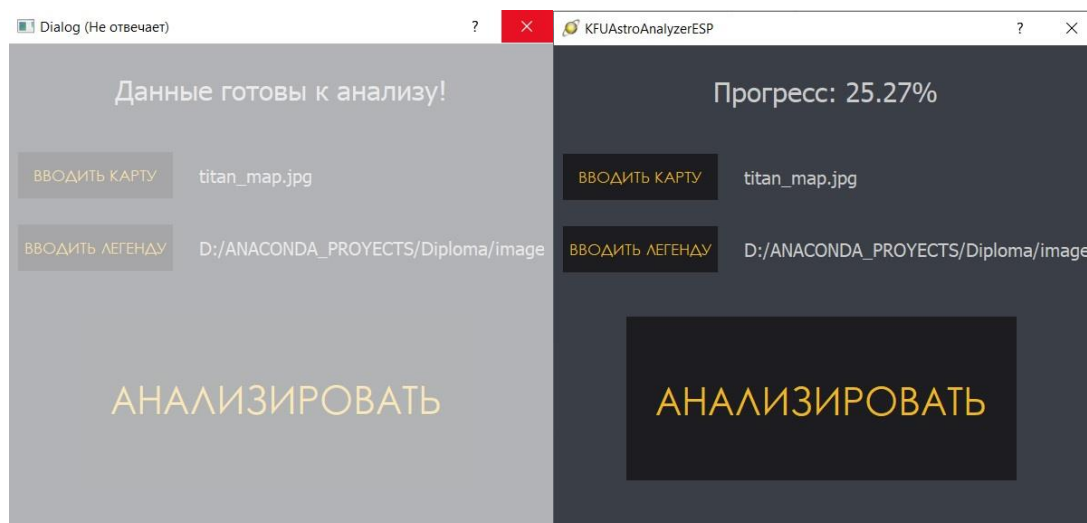 Dialog (Не отвечает)
Данные готовы к анализу!
ВВОДИТЬ КАРТУ titan_map.jpg
ВВОДИТЬ ЛЕГЕНДУ D:/ANACONDA_PROYECTS/Diploma/image
АНАЛИЗИРОВАТЬ
KFUAstroAnalyzerESP
Прогресс: 25.27%
ВВОДИТЬ КАРТУ titan_map.jpg
ВВОДИТЬ ЛЕГЕНДУ D:/ANACONDA_PROYECTS/Diploma/image
АНАЛИЗИРОВАТЬ